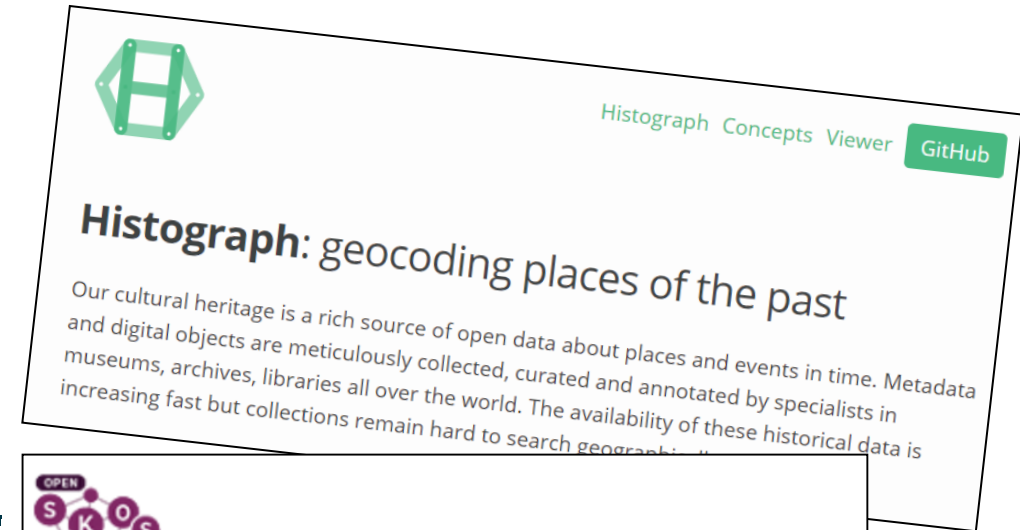 Histograph Concepts Viewer GitHub
Histograph: geocoding places of the past
Our cultural heritage is a rich source of open data about places and events in time. Metadata
and digital objects are meticulously collected, curated and annotated by specialists in
museums, archives, libraries all over the world. The availability of these historical data is
increasing fast but collections remain hard to search
OPEN
SKOS